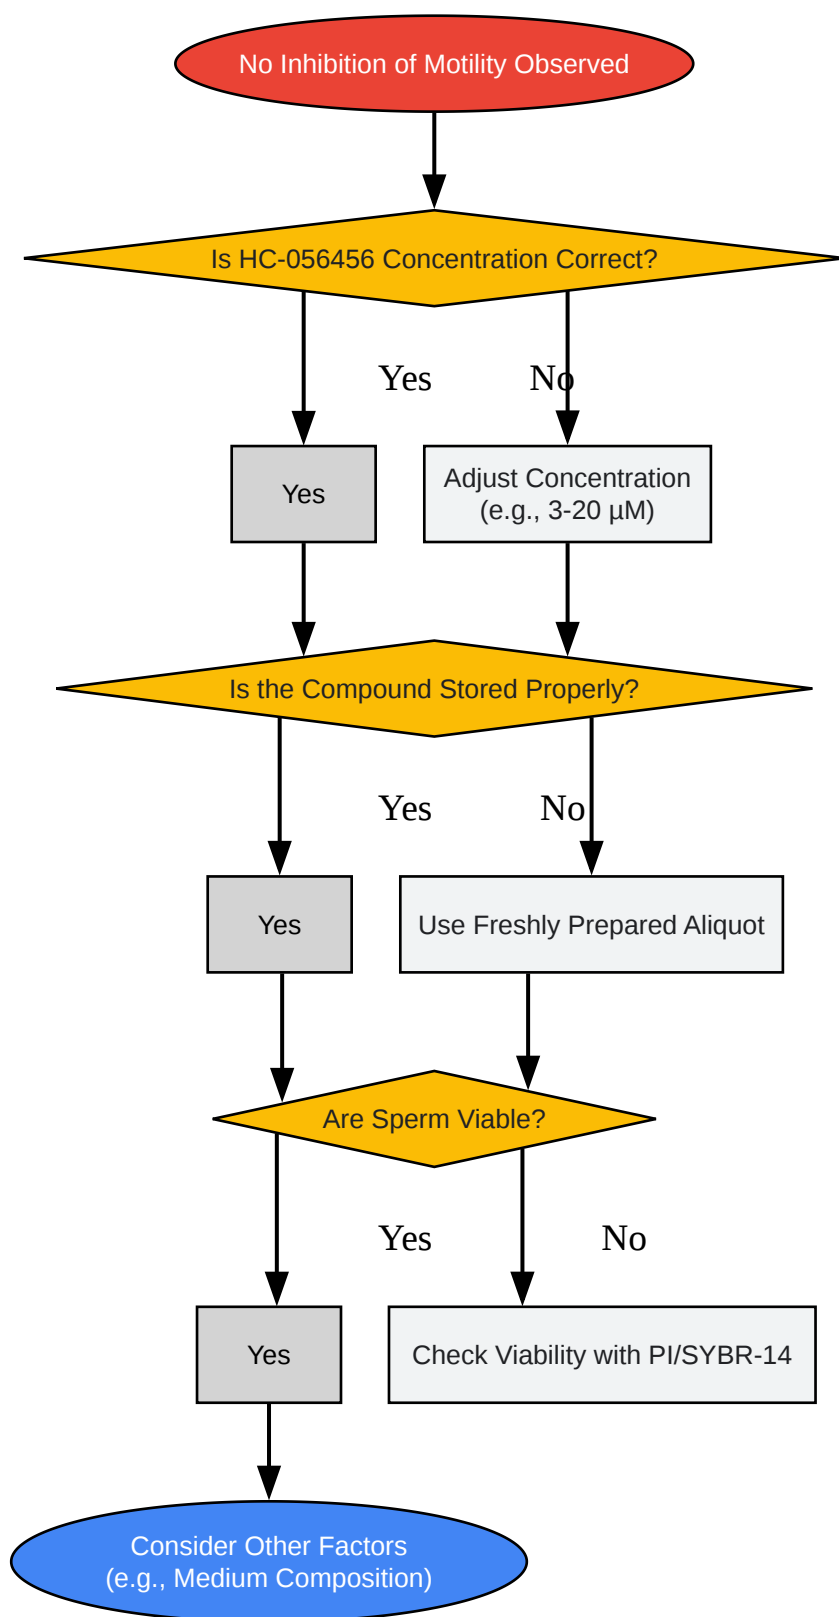 No Inhibition of Motility Observed
Is HC-056456 Concentration Correct?
Yes
No
Yes
Adjust Concentration
(e.g., 3-20 µM)
Is the Compound Stored Properly?
Yes
No
Yes
Use Freshly Prepared Aliquot
Are Sperm Viable?
Yes
No
Yes
Check Viability with PI/SYBR-14
Consider Other Factors
(e.g., Medium Composition)